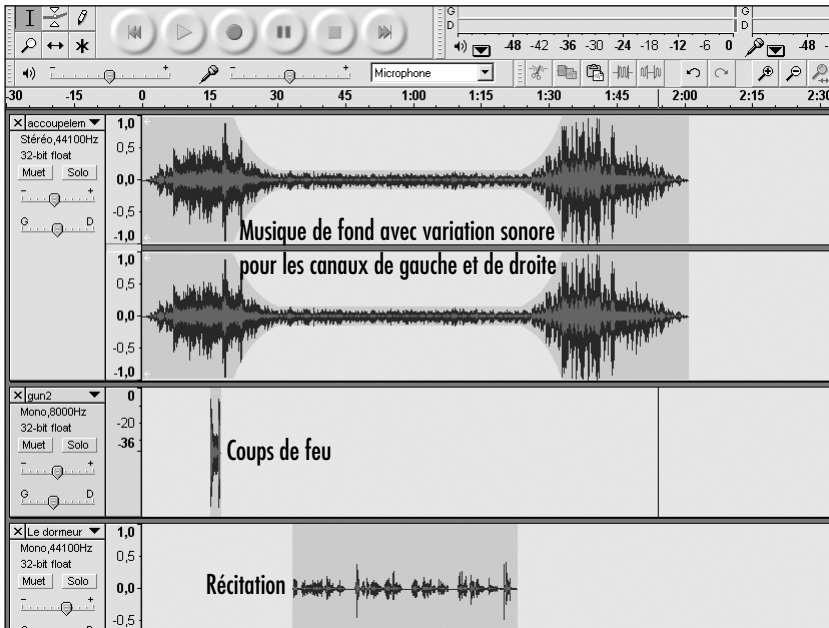 G
D
-48 -42 -36 -30 -24 -18 -12 -6 0
G
D
-48
- +
- +
Microphone
-30 -15 0 15 30 45 1:00 1:15 1:30 1:45 2:00 2:15 2:30
accoupelem
Stéréo,44100Hz
32-bit float
Muet Solo
- +
G D
1,0
0,5
0,0
-0,5
-1,0
1,0
0,5
0,0
-0,5
-1,0
Musique de fond avec variation sonore
pour les canaux de gauche et de droite
gun2
Mono,8000Hz
32-bit float
Muet Solo
- +
G D
0
-20
-36
Coups de feu
Le dormeur
Mono,44100Hz
32-bit float
Muet Solo
- +
1,0
0,5
0,0
-0,5
Récitation